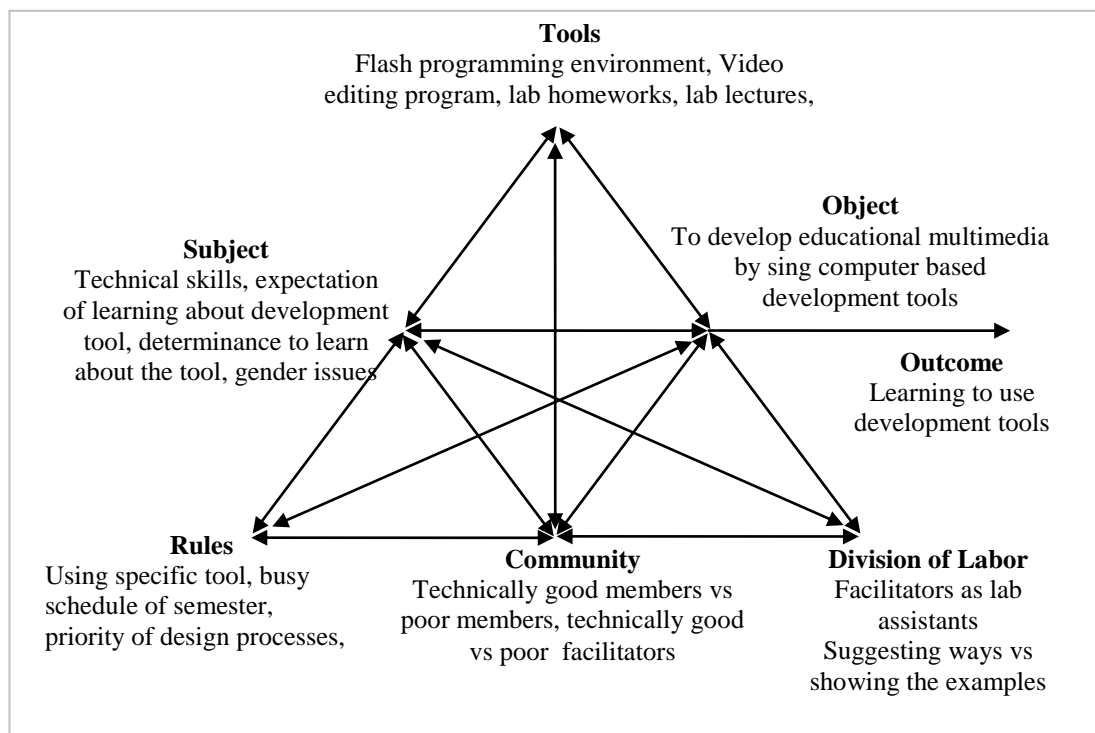 Tools
Flash programming environment, Video
editing program, lab homeworks, lab lectures,
Object
To develop educational multimedia
by sing computer based
development tools
Subject
Technical skills, expectation
of learning about development
tool, determinance to learn
about the tool, gender issues
Outcome
Learning to use
development tools
Rules
Using specific tool, busy
schedule of semester,
priority of design processes,
Community
Technically good members vs
poor members, technically good
vs poor facilitators
Division of Labor
Facilitators as lab
assistants
Suggesting ways vs
showing the examples